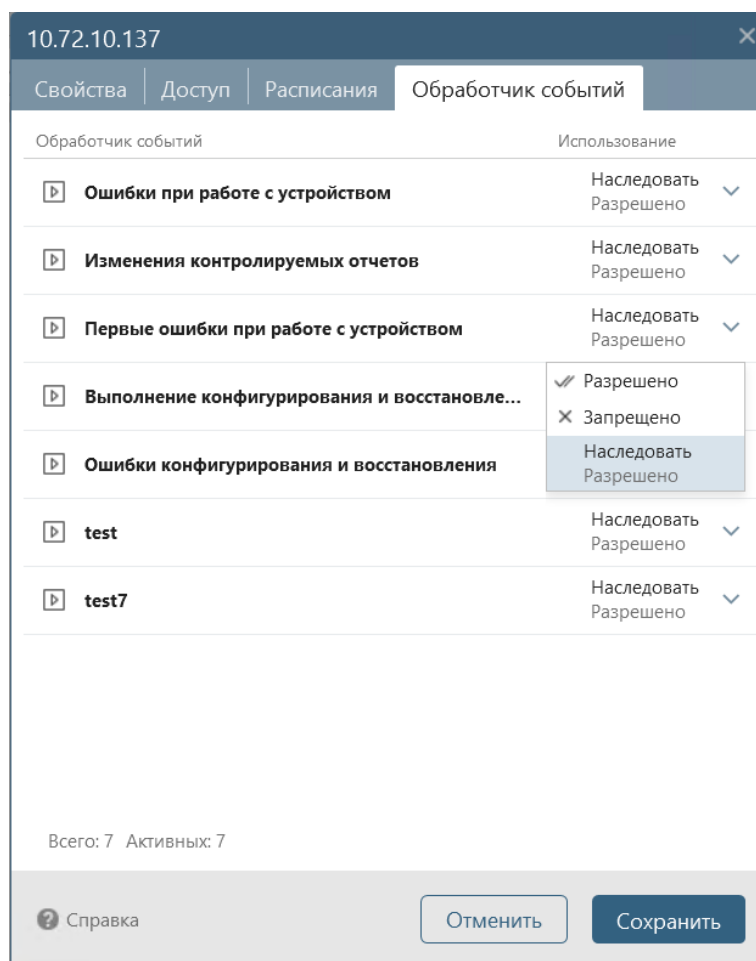 10.72.10.137
Свойства Доступ Расписания Обработчик событий
Обработчик событий Использование
Ошибки при работе с устройством
Наследовать
Разрешено
Изменения контролируемых отчетов
Наследовать
Разрешено
Первые ошибки при работе с устройством
Наследовать
Разрешено
Выполнение конфигурирования и восстановле...
Разрешено
Запрещено
Ошибки конфигурирования и восстановления
Наследовать
Разрешено
test
Наследовать
Разрешено
test7
Наследовать
Разрешено
Всего: 7 Активных: 7
Справка Отменить Сохранить